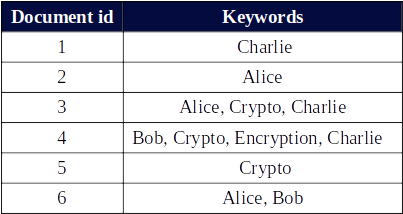 Document id Keywords
1 Charlie
2 Alice
3 Alice, Crypto, Charlie
4 Bob, Crypto, Encryption, Charlie
5 Crypto
6 Alice, Bob